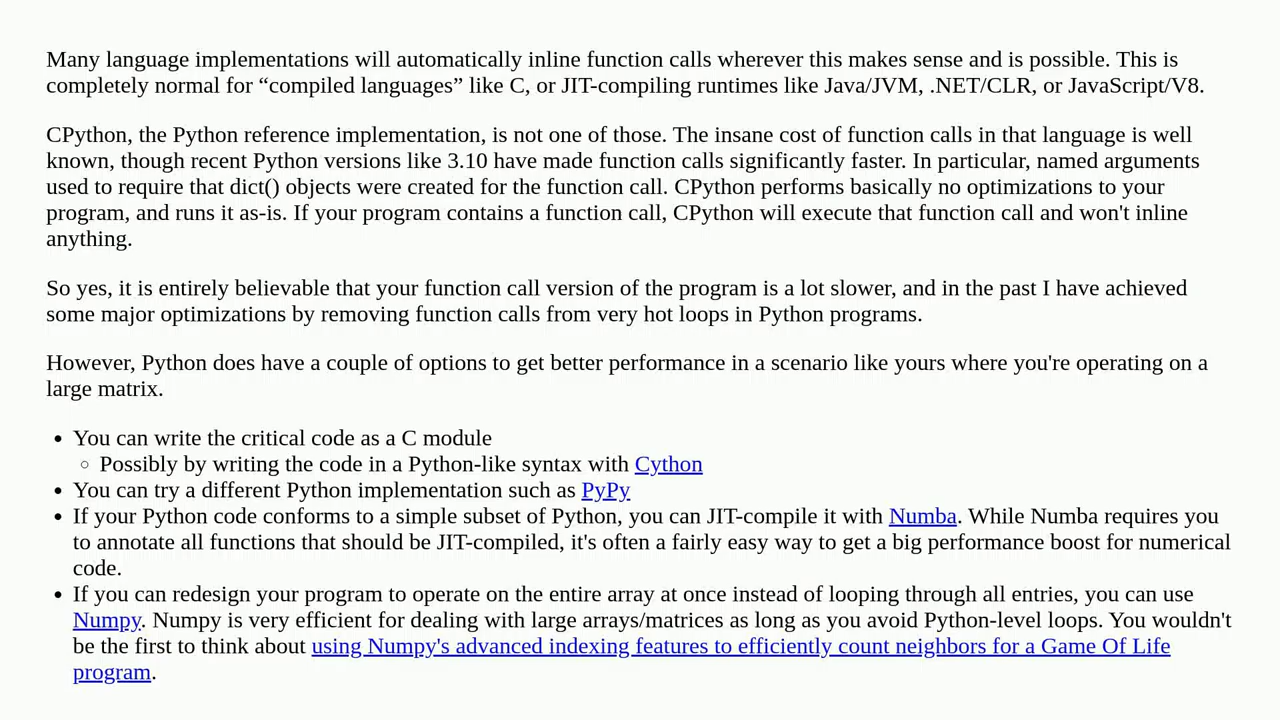 Many language implementations will automatically inline function calls wherever this makes sense and is possible. This is
completely normal for “compiled languages” like C, or JIT-compiling runtimes like Java/JVM, .NET/CLR, or JavaScript/V8.
CPython, the Python reference implementation, is not one of those. The insane cost of function calls in that language is well
known, though recent Python versions like 3.10 have made function calls significantly faster. In particular, named arguments
used to require that dict() objects were created for the function call. CPython performs basically no optimizations to your
program, and runs it as-is. If your program contains a function call, CPython will execute that function call and won't inline
anything.
So yes, it is entirely believable that your function call version of the program is a lot slower, and in the past I have achieved
some major optimizations by removing function calls from very hot loops in Python programs.
However, Python does have a couple of options to get better performance in a scenario like yours where you're operating on a
large matrix.
• You can write the critical code as a C module
◦ Possibly by writing the code in a Python-like syntax with Cython
• You can try a different Python implementation such as PyPy
• If your Python code conforms to a simple subset of Python, you can JIT-compile it with Numba. While Numba requires you
to annotate all functions that should be JIT-compiled, it's often a fairly easy way to get a big performance boost for numerical
code.
• If you can redesign your program to operate on the entire array at once instead of looping through all entries, you can use
Numpy. Numpy is very efficient for dealing with large arrays/matrices as long as you avoid Python-level loops. You wouldn't
be the first to think about using Numpy's advanced indexing features to efficiently count neighbors for a Game Of Life
program.